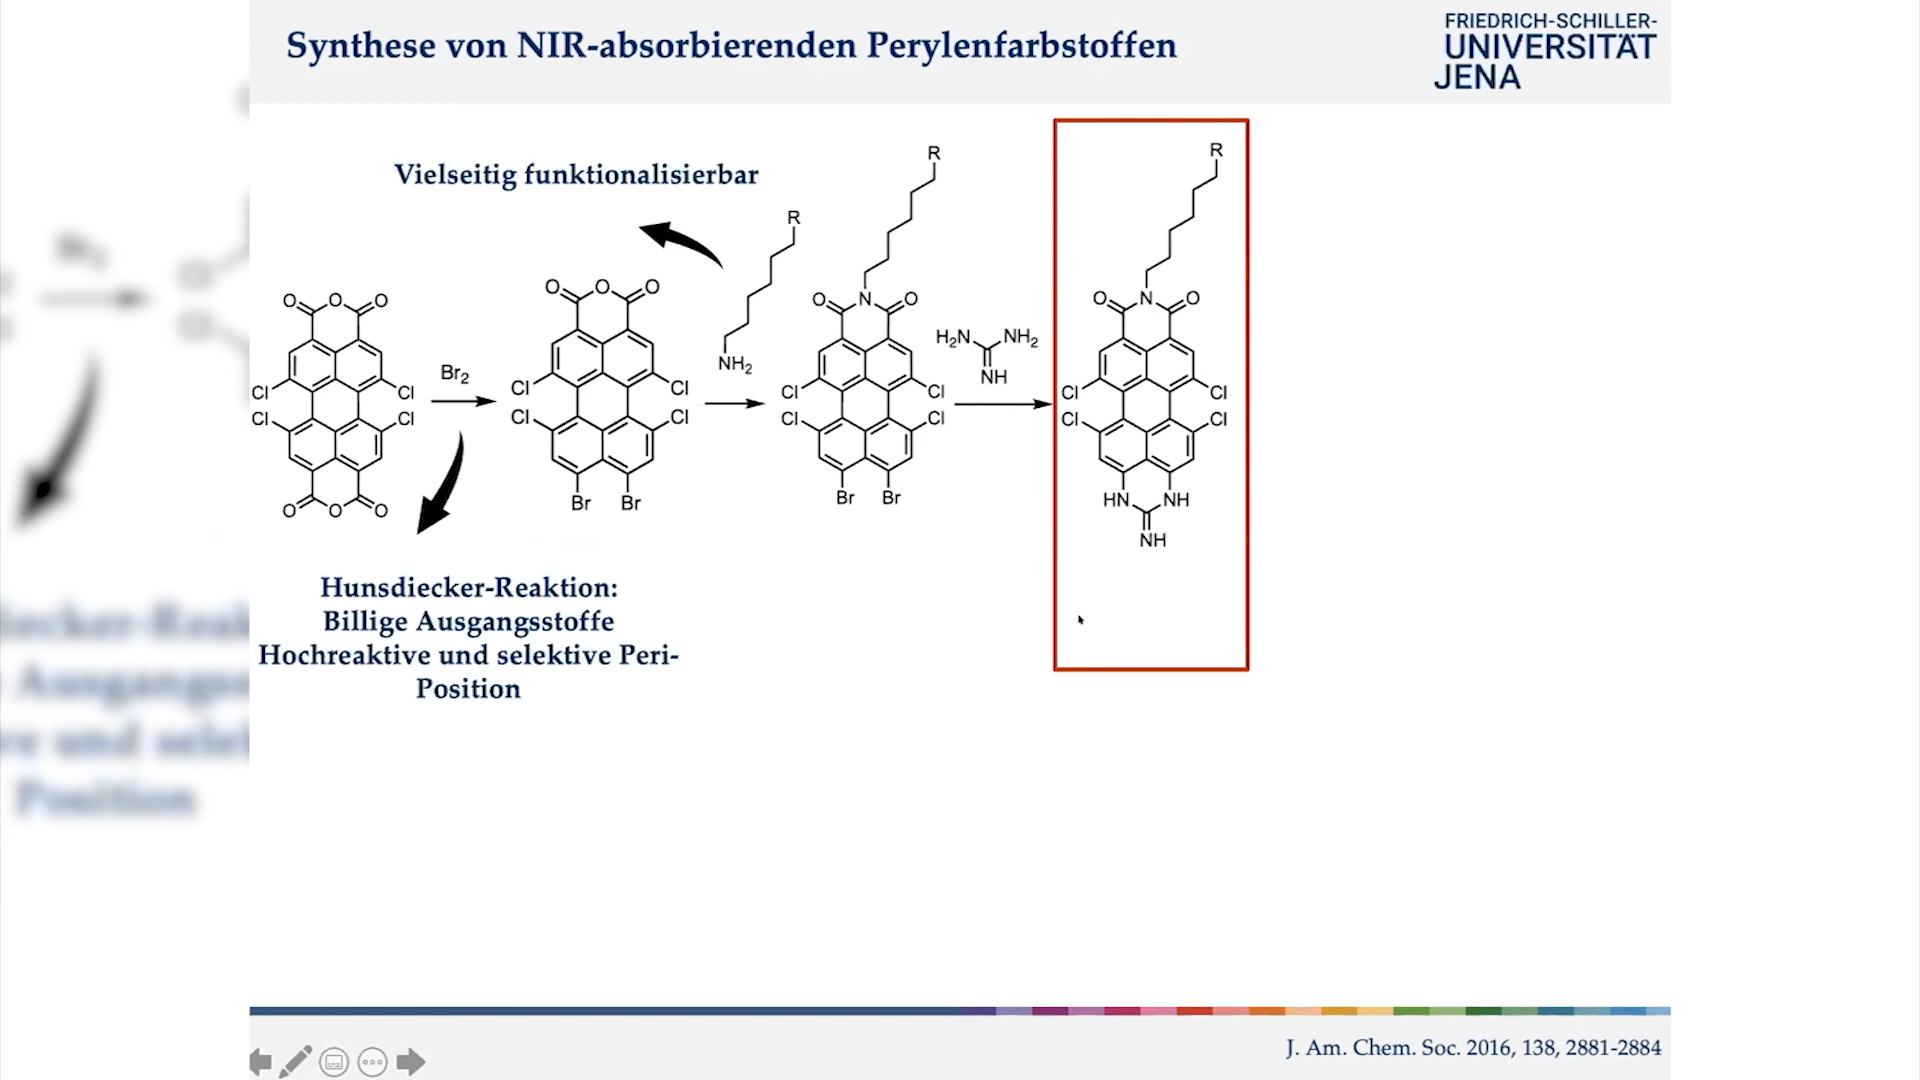 Synthese von NIR-absorbierenden Perylenfarbstoffen
FRIEDRICH-SCHILLER-
UNIVERSITÄT
JENA
Vielseitig funktionalisierbar
R
NH2
O O O
Cl Cl
Cl Cl
O O O
Br2
O O O
Cl Cl
Cl Cl
Br Br
R
O N O
Cl Cl
Cl Cl
Br Br
H2N NH2
NH
R
O N O
Cl Cl
Cl Cl
HN NH
NH
Hunsdiecker-Reaktion:
Billige Ausgangsstoffe
Hochreaktive und selektive Peri-
Position
J. Am. Chem. Soc. 2016, 138, 2881-2884